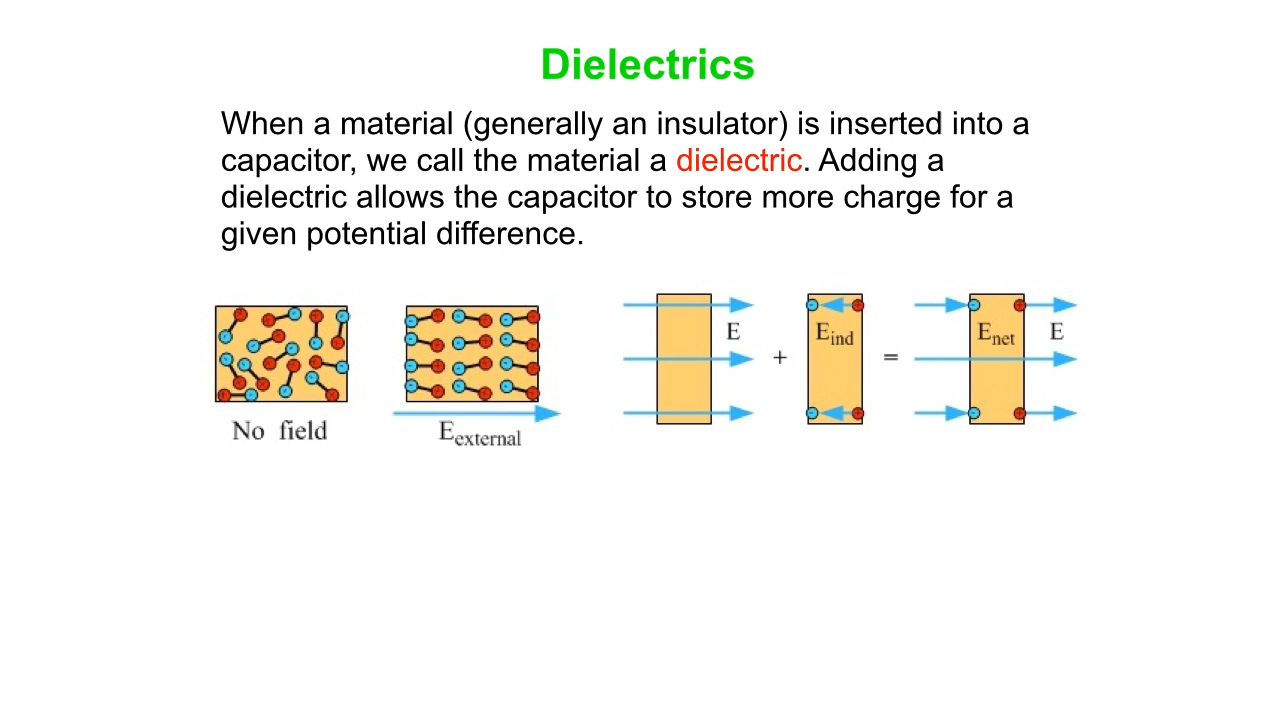 Dielectrics
When a material (generally an insulator) is inserted into a
capacitor, we call the material a dielectric. Adding a
dielectric allows the capacitor to store more charge for a
given potential difference.
No field
Eexternal
E
+
Eind
=
Enet
E